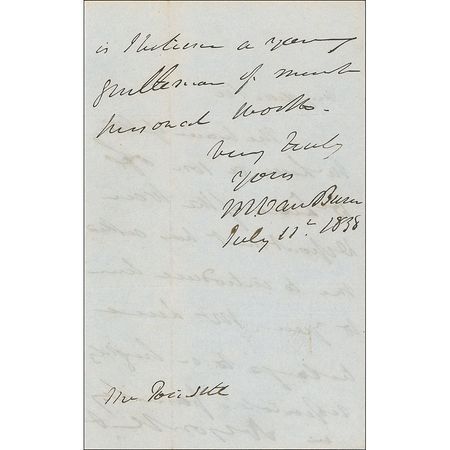 is I believe a young
gentleman of much
personal worth.
Very truly
yours
M Van Buren
July 11th 1838
Mr Poinsett